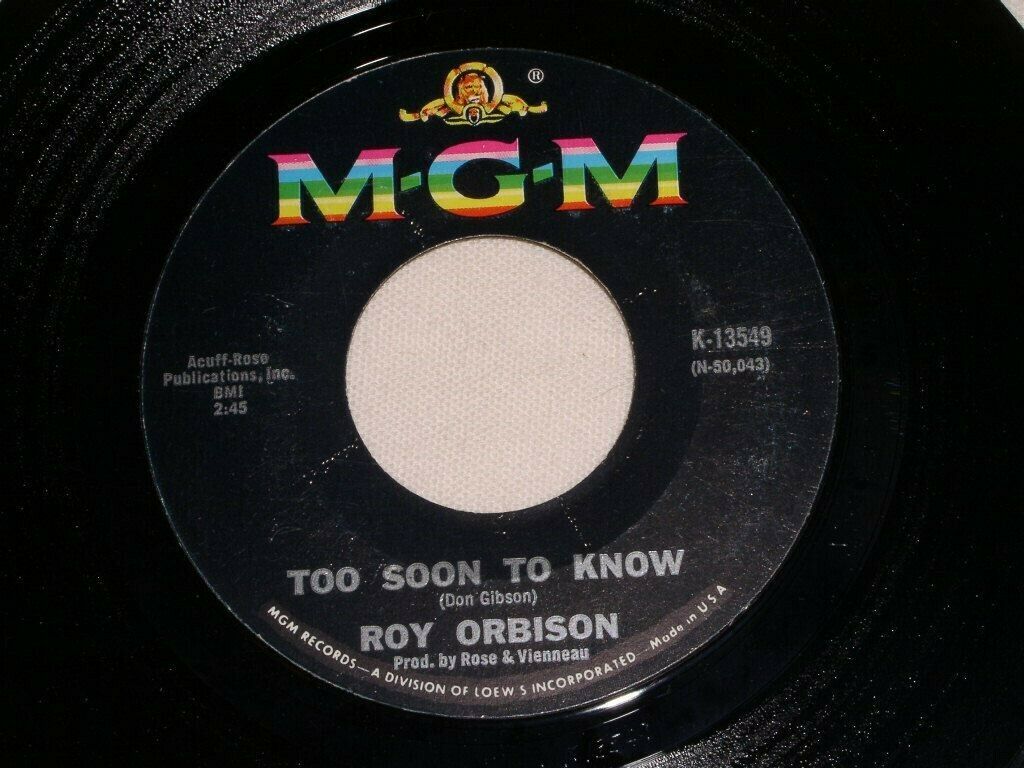 ®
M-G-M
Acuff-Rose
Publications, Inc.
BMI
2:45
K-13549
(N-50,043)
TOO SOON TO KNOW
(Don Gibson)
ROY ORBISON
Prod. by Rose & Vienneau
MGM RECORDS—A DIVISION OF LOEW'S INCORPORATED Made in USA